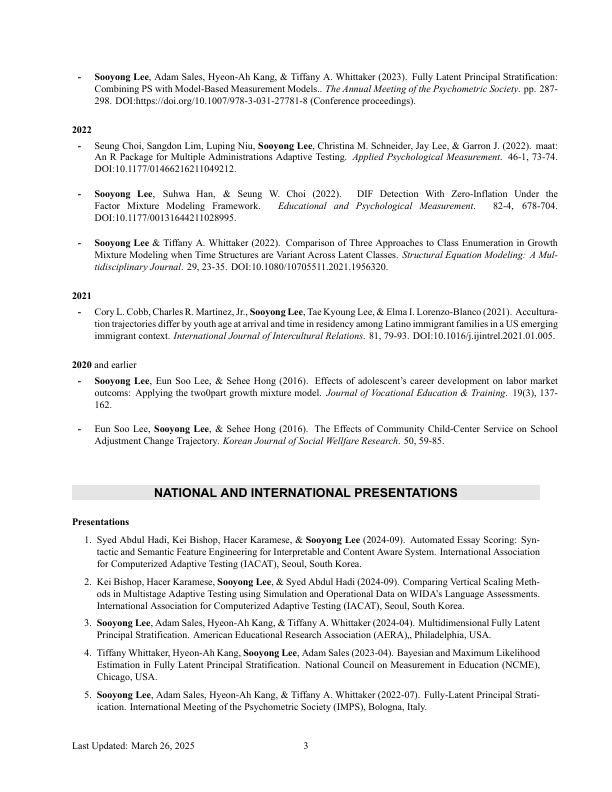 - Sooyong Lee, Adam Sales, Hyeon-Ah Kang, & Tiffany A. Whittaker (2023). Fully Latent Principal Stratification:
Combining PS with Model-Based Measurement Models.. The Annual Meeting of the Psychometric Society. pp. 287-
298. DOI:https://doi.org/10.1007/978-3-031-27781-8 (Conference proceedings).
2022
- Seung Choi, Sangdon Lim, Luping Niu, Sooyong Lee, Christina M. Schneider, Jay Lee, & Garron J. (2022). maat:
An R Package for Multiple Administrations Adaptive Testing. Applied Psychological Measurement. 46-1, 73-74.
DOI:10.1177/01466216211049212.
- Sooyong Lee, Suhwa Han, & Seung W. Choi (2022). DIF Detection With Zero-Inflation Under the
Factor Mixture Modeling Framework. Educational and Psychological Measurement. 82-4, 678-704.
DOI:10.1177/00131644211028995.
- Sooyong Lee & Tiffany A. Whittaker (2022). Comparison of Three Approaches to Class Enumeration in Growth
Mixture Modeling when Time Structures are Variant Across Latent Classes. Structural Equation Modeling: A Mul-
tidisciplinary Journal. 29, 23-35. DOI:10.1080/10705511.2021.1956320.
2021
- Cory L. Cobb, Charles R. Martinez, Jr., Sooyong Lee, Tae Kyoung Lee, & Elma I. Lorenzo-Blanco (2021). Accultura-
tion trajectories differ by youth age at arrival and time in residency among Latino immigrant families in a US emerging
immigrant context. International Journal of Intercultural Relations. 81, 79-93. DOI:10.1016/j.ijintrel.2021.01.005.
2020 and earlier
- Sooyong Lee, Eun Soo Lee, & Sehee Hong (2016). Effects of adolescent's career development on labor market
outcoms: Applying the two0part growth mixture model. Journal of Vocational Education & Training. 19(3), 137-
162.
- Eun Soo Lee, Sooyong Lee, & Sehee Hong (2016). The Effects of Community Child-Center Service on School
Adjustment Change Trajectory. Korean Journal of Social Wellfare Research. 50, 59-85.
NATIONAL AND INTERNATIONAL PRESENTATIONS
Presentations
1. Syed Abdul Hadi, Kei Bishop, Hacer Karamese, & Sooyong Lee (2024-09). Automated Essay Scoring: Syn-
tactic and Semantic Feature Engineering for Interpretable and Content Aware System. International Association
for Computerized Adaptive Testing (IACAT), Seoul, South Korea.
2. Kei Bishop, Hacer Karamese, Sooyong Lee, & Syed Abdul Hadi (2024-09). Comparing Vertical Scaling Meth-
ods in Multistage Adaptive Testing using Simulation and Operational Data on WIDA's Language Assessments.
International Association for Computerized Adaptive Testing (IACAT), Seoul, South Korea.
3. Sooyong Lee, Adam Sales, Hyeon-Ah Kang, & Tiffany A. Whittaker (2024-04). Multidimensional Fully Latent
Principal Stratification. American Educational Research Association (AERA),, Philadelphia, USA.
4. Tiffany Whittaker, Hyeon-Ah Kang, Sooyong Lee, Adam Sales (2023-04). Bayesian and Maximum Likelihood
Estimation in Fully Latent Principal Stratification. National Council on Measurement in Education (NCME),
Chicago, USA.
5. Sooyong Lee, Adam Sales, Hyeon-Ah Kang, & Tiffany A. Whittaker (2022-07). Fully-Latent Principal Strati-
ication. International Meeting of the Psychometric Society (IMPS), Bologna, Italy.
Last Updated: March 26, 2025 3